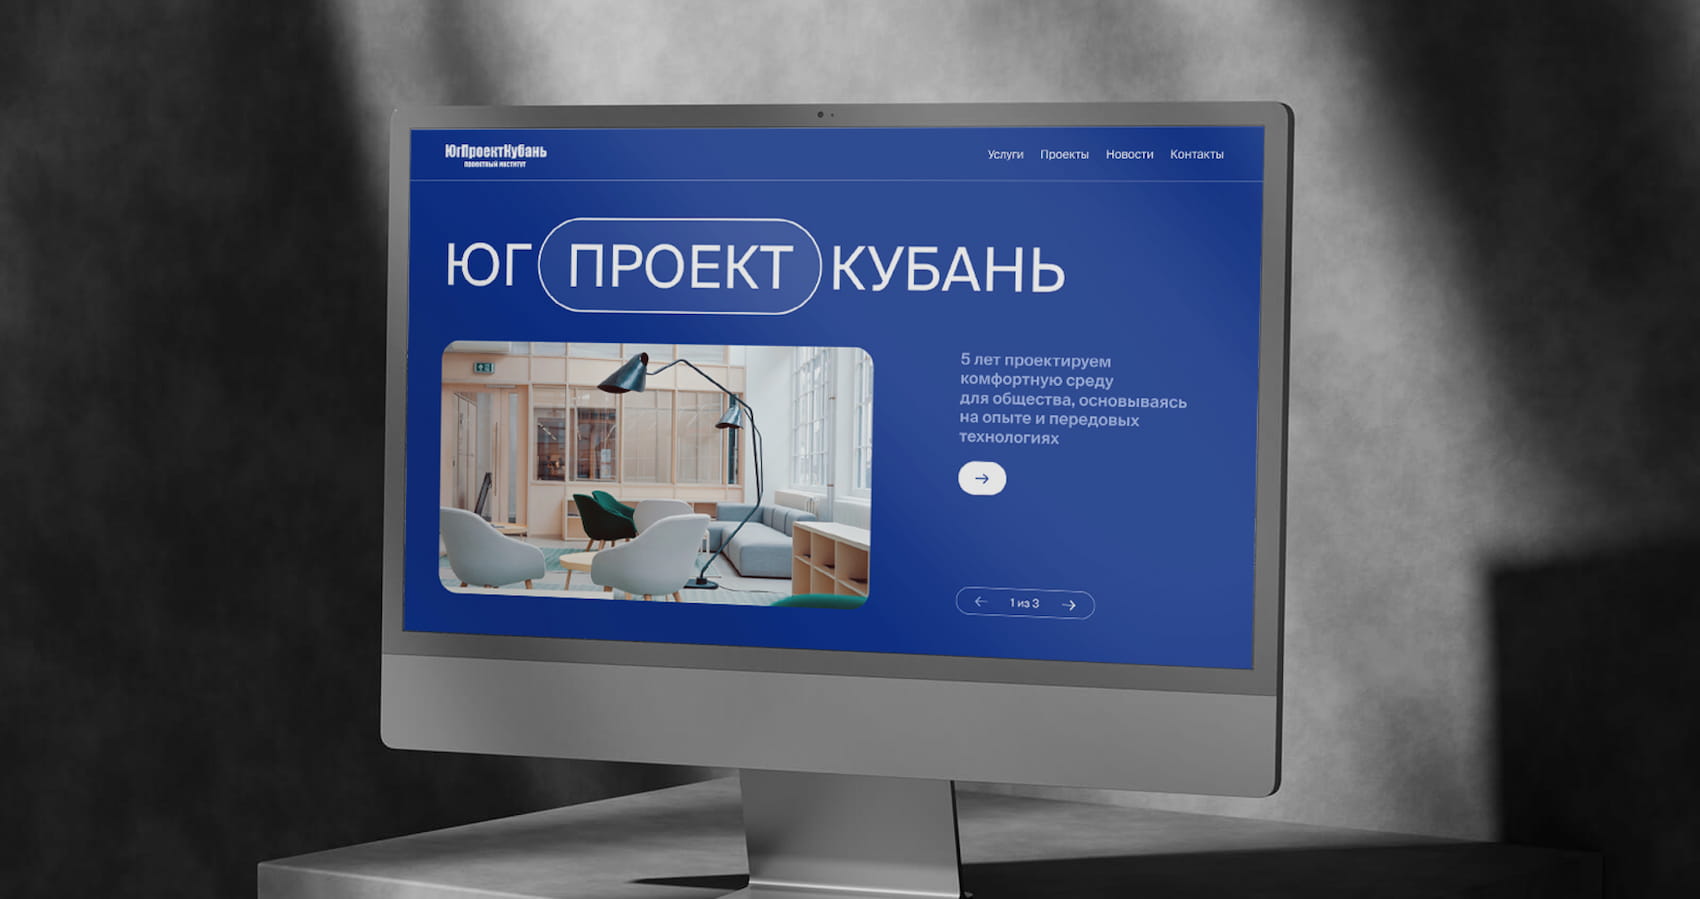 ЮгПроектКубань
проектный институт
Услуги Проекты Новости Контакты
ЮГ ПРОЕКТ КУБАНЬ
5 лет проектируем
комфортную среду
для общества, основываясь
на опыте и передовых
технологиях
1 из 3